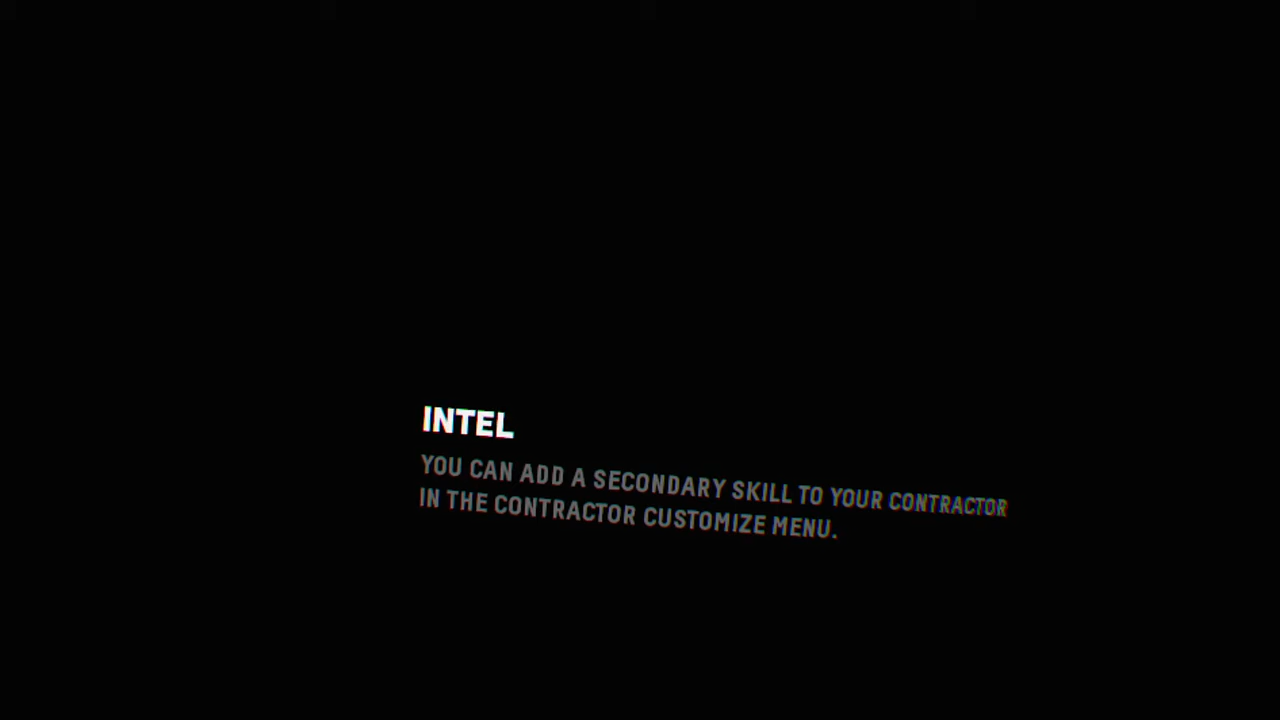 INTEL
YOU CAN ADD A SECONDARY SKILL TO YOUR CONTRACTOR
IN THE CONTRACTOR CUSTOMIZE MENU.